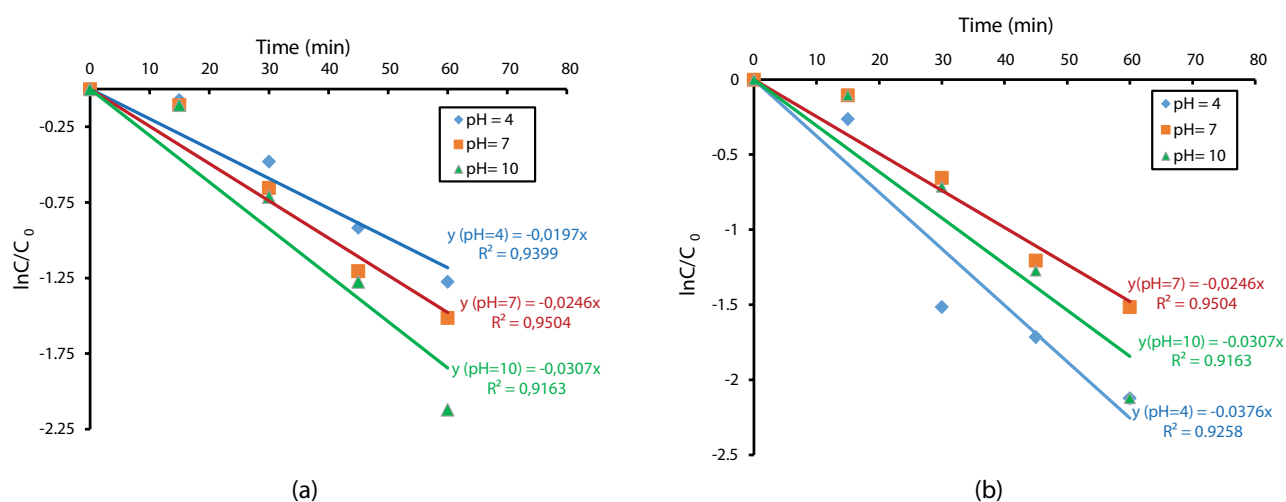 Time (min)
0 10 20 30 40 50 60 70 80
-0.25
-0.75
-1.25
-1.75
-2.25
lnC/C0
pH = 4
pH= 7
pH= 10
y (pH=4) = -0,0197x
R² = 0,9399
y (pH=7) = -0,0246x
R² = 0,9504
y (pH=10) = -0,0307x
R² = 0,9163
(a)
Time (min)
0 10 20 30 40 50 60 70 80
0
-0.5
-1
-1.5
-2
-2.5
lnC/C0
pH = 4
pH= 7
pH= 10
y(pH=7) = -0.0246x
R² = 0.9504
y(pH=10) = -0.0307x
R² = 0.9163
y (pH=4) = -0.0376x
R² = 0.9258
(b)